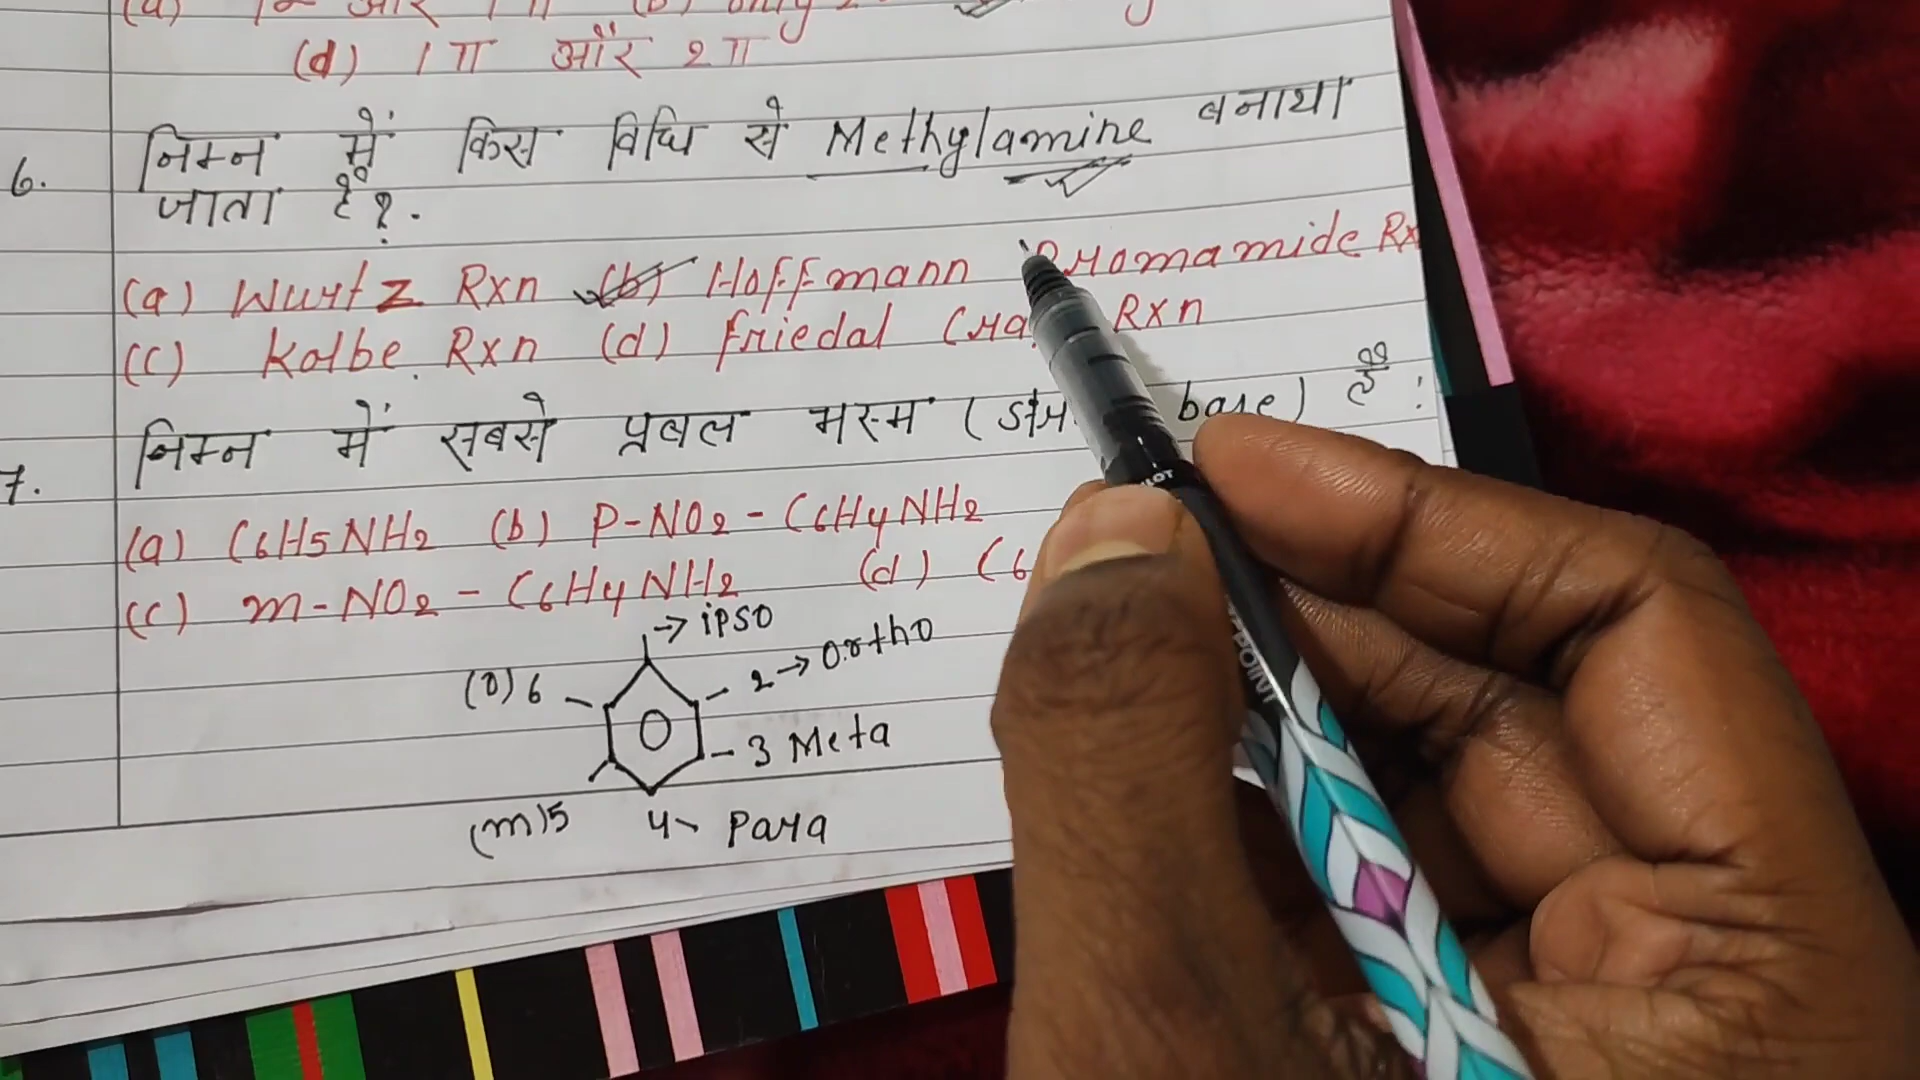 (d) 1π और 2π
6. निम्न में किस विधि से Methylamine बनाया
जाता है?.
(a) Wurtz Rxn (b) Hoffmann Bromamide Rx
(c) Kolbe Rxn (d) Friedal Rxn
7. निम्न में सबसे प्रबल भस्म ( base) है :
(a) C6H5NH2 (b) P-NO2-C6H4NH2
(c) m-NO2-C6H4NH2 (d) C6
→ ipso
(o) 6 2→ ortho
3 Meta
(m) 5 4 Para